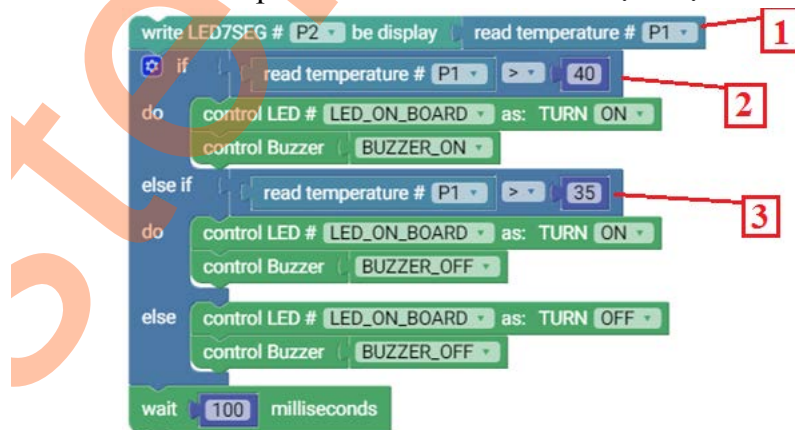 write LED7SEG # P2 be display read temperature # P1 1
if read temperature # P1 > 40 2
do control LED # LED_ON_BOARD as: TURN ON
control Buzzer BUZZER_ON
else if read temperature # P1 > 35 3
do control LED # LED_ON_BOARD as: TURN ON
control Buzzer BUZZER_OFF
else control LED # LED_ON_BOARD as: TURN OFF
control Buzzer BUZZER_OFF
wait 100 milliseconds